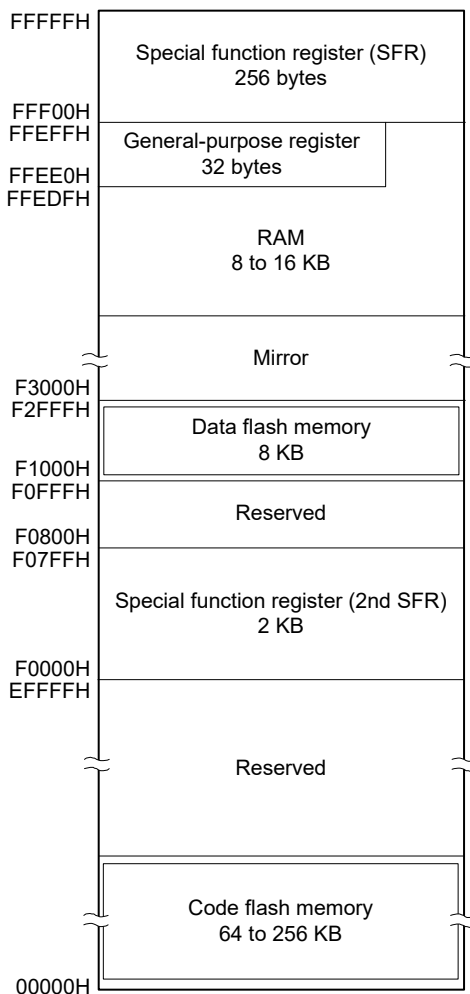 FFFFFH
Special function register (SFR)
256 bytes
FFF00H
FFEFFH
General-purpose register
32 bytes
FFEE0H
FFEDFH
RAM
8 to 16 KB
Mirror
F3000H
F2FFFH
Data flash memory
8 KB
F1000H
F0FFFH
Reserved
F0800H
F07FFH
Special function register (2nd SFR)
2 KB
F0000H
EFFFFH
Reserved
Code flash memory
64 to 256 KB
00000H